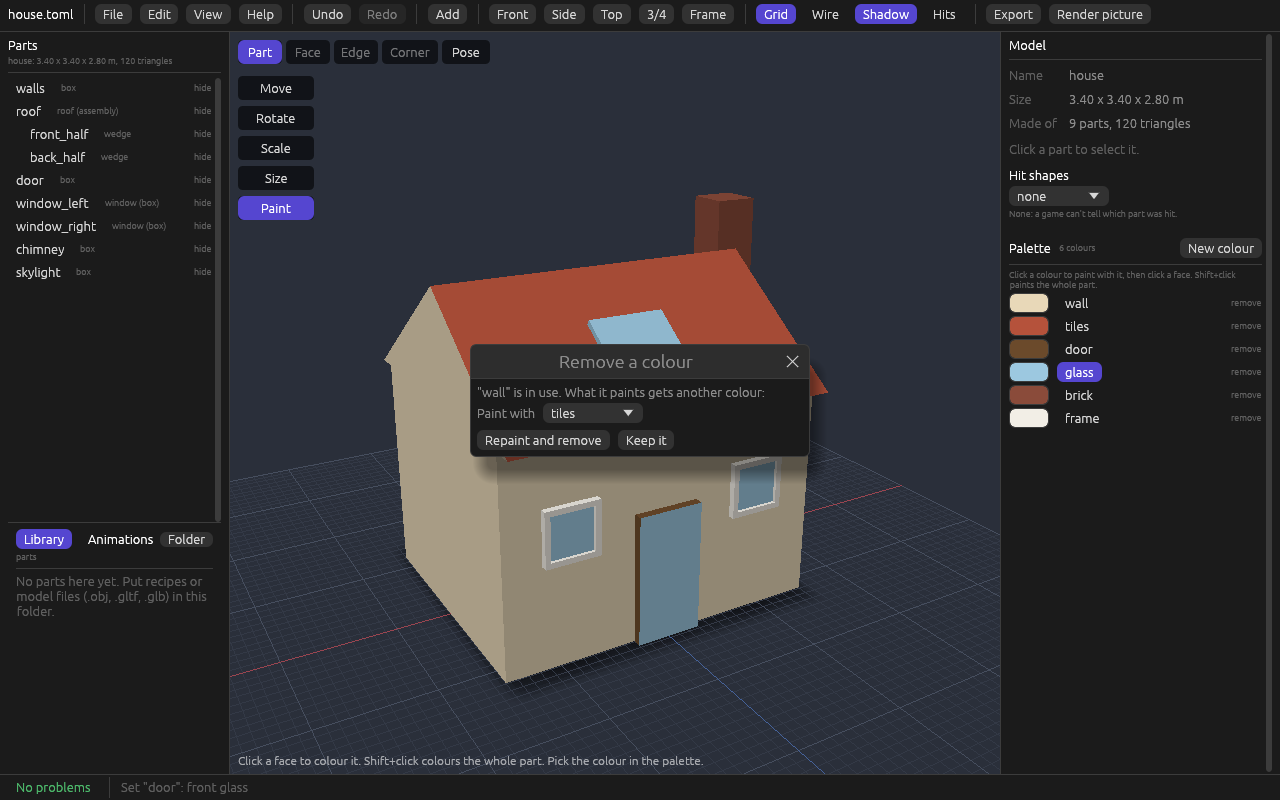 house.toml File Edit View Help Undo Redo Add Front Side Top 3/4 Frame Grid Wire Shadow Hits Export Render picture
Parts
house: 3.40 x 3.40 x 2.80 m, 120 triangles
walls box hide
roof roof (assembly) hide
front_half wedge hide
back_half wedge hide
door box hide
window_left window (box) hide
window_right window (box) hide
chimney box hide
skylight box hide
Library Animations Folder
parts
No parts here yet. Put recipes or
model files (.obj, .gltf, .glb) in this
folder.
Part Face Edge Corner Pose
Move
Rotate
Scale
Size
Paint
Remove a colour
"wall" is in use. What it paints gets another colour:
Paint with tiles
Repaint and remove Keep it
Click a face to colour it. Shift+click colours the whole part. Pick the colour in the palette.
Model
Name house
Size 3.40 x 3.40 x 2.80 m
Made of 9 parts, 120 triangles
Click a part to select it.
Hit shapes
none
None: a game can't tell which part was hit.
Palette 6 colours New colour
Click a colour to paint with it, then click a face. Shift+click
paints the whole part.
wall remove
tiles remove
door remove
glass remove
brick remove
frame remove
No problems Set "door": front glass